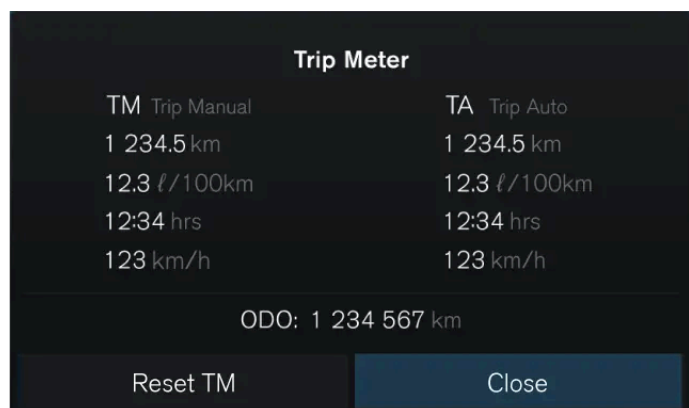 Trip Meter
TM Trip Manual TA Trip Auto
1 234.5 km 1 234.5 km
12.3 ℓ/100km 12.3 ℓ/100km
12:34 hrs 12:34 hrs
123 km/h 123 km/h
ODO: 1 234 567 km
Reset TM Close